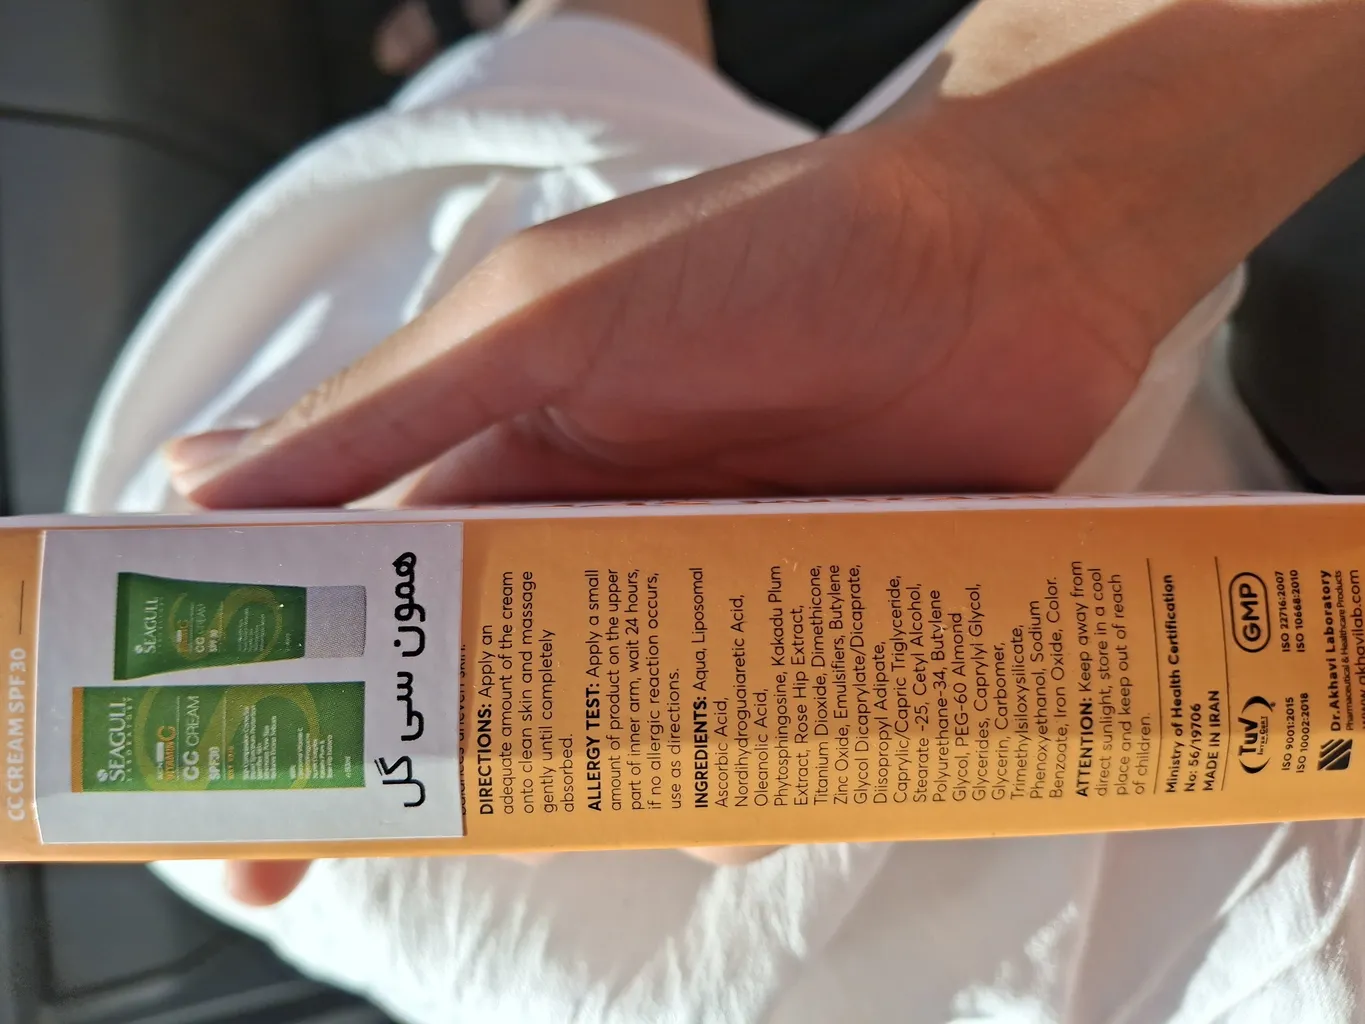 CC CREAM SPF30
SEAGULL
VITAMIN C
CC CREAM
SPF30
SEAGULL
CC CREAM
SPF 30
همون سی گل
DIRECTIONS: Apply an
adequate amount of the cream
onto clean skin and massage
gently until completely
absorbed.
ALLERGY TEST: Apply a small
amount of product on the upper
part of inner arm, wait 24 hours,
if no allergic reaction occurs,
use as directions.
INGREDIENTS: Aqua, Liposomal
Ascorbic Acid,
Nordihydroguaiaretic Acid,
Oleanolic Acid,
Phytosphingosine, Kakadu Plum
Extract, Rose Hip Extract,
Titanium Dioxide, Dimethicone,
Zinc Oxide, Emulsifiers, Butylene
Glycol Dicaprylate/Dicaprate,
Diisopropyl Adipate,
Caprylic/Capric Triglyceride,
Stearate -25, Cetyl Alcohol,
Polyurethane-34, Butylene
Glycol, PEG-60 Almond
Glycerides, Caprylyl Glycol,
Glycerin, Carbomer,
Trimethylsiloxysilicate,
Phenoxyethanol, Sodium
Benzoate, Iron Oxide, Color.
ATTENTION: Keep away from
direct sunlight, store in a cool
place and keep out of reach
of children.
Ministry of Health Certification
No: 56/19706
MADE IN IRAN
TUV GMP
ISO 9001:2015 ISO 22716:2007
ISO 10002:2018 ISO 10668:2010
Dr.Akhavi Laboratory
Pharmaceutical & Healthcare Products